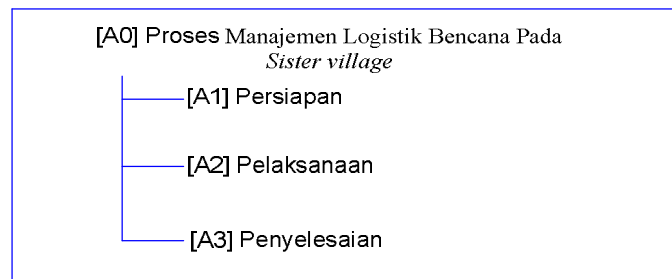 [A0] Proses Manajemen Logistik Bencana Pada
Sister village
[A1] Persiapan
[A2] Pelaksanaan
[A3] Penyelesaian